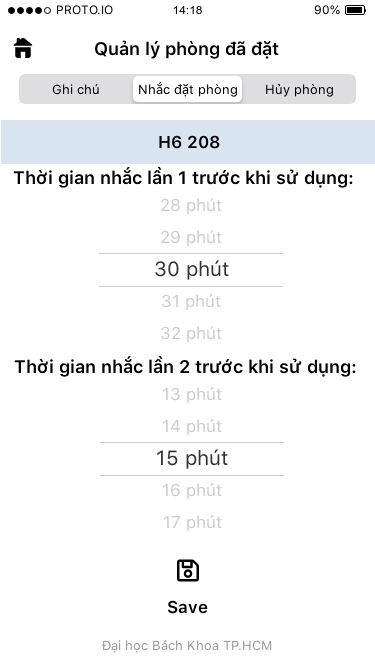 PROTO.IO 14:18 90%
Quản lý phòng đã đặt
Ghi chú Nhắc đặt phòng Hủy phòng
H6 208
Thời gian nhắc lần 1 trước khi sử dụng:
28 phút
29 phút
30 phút
31 phút
32 phút
Thời gian nhắc lần 2 trước khi sử dụng:
13 phút
14 phút
15 phút
16 phút
17 phút
Save
Đại học Bách Khoa TP.HCM